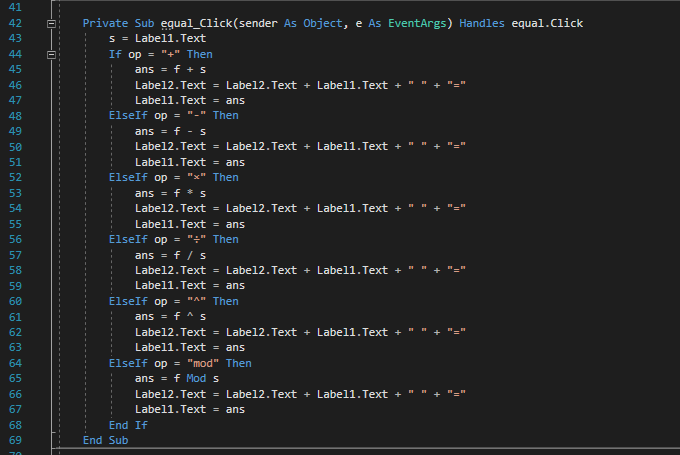 41
42 Private Sub equal_Click(sender As Object, e As EventArgs) Handles equal.Click
43 s = Label1.Text
44 If op = "+" Then
45 ans = f + s
46 Label2.Text = Label2.Text + Label1.Text + " " + "="
47 Label1.Text = ans
48 ElseIf op = "-" Then
49 ans = f - s
50 Label2.Text = Label2.Text + Label1.Text + " " + "="
51 Label1.Text = ans
52 ElseIf op = "×" Then
53 ans = f * s
54 Label2.Text = Label2.Text + Label1.Text + " " + "="
55 Label1.Text = ans
56 ElseIf op = "÷" Then
57 ans = f / s
58 Label2.Text = Label2.Text + Label1.Text + " " + "="
59 Label1.Text = ans
60 ElseIf op = "^" Then
61 ans = f ^ s
62 Label2.Text = Label2.Text + Label1.Text + " " + "="
63 Label1.Text = ans
64 ElseIf op = "mod" Then
65 ans = f Mod s
66 Label2.Text = Label2.Text + Label1.Text + " " + "="
67 Label1.Text = ans
68 End If
69 End Sub